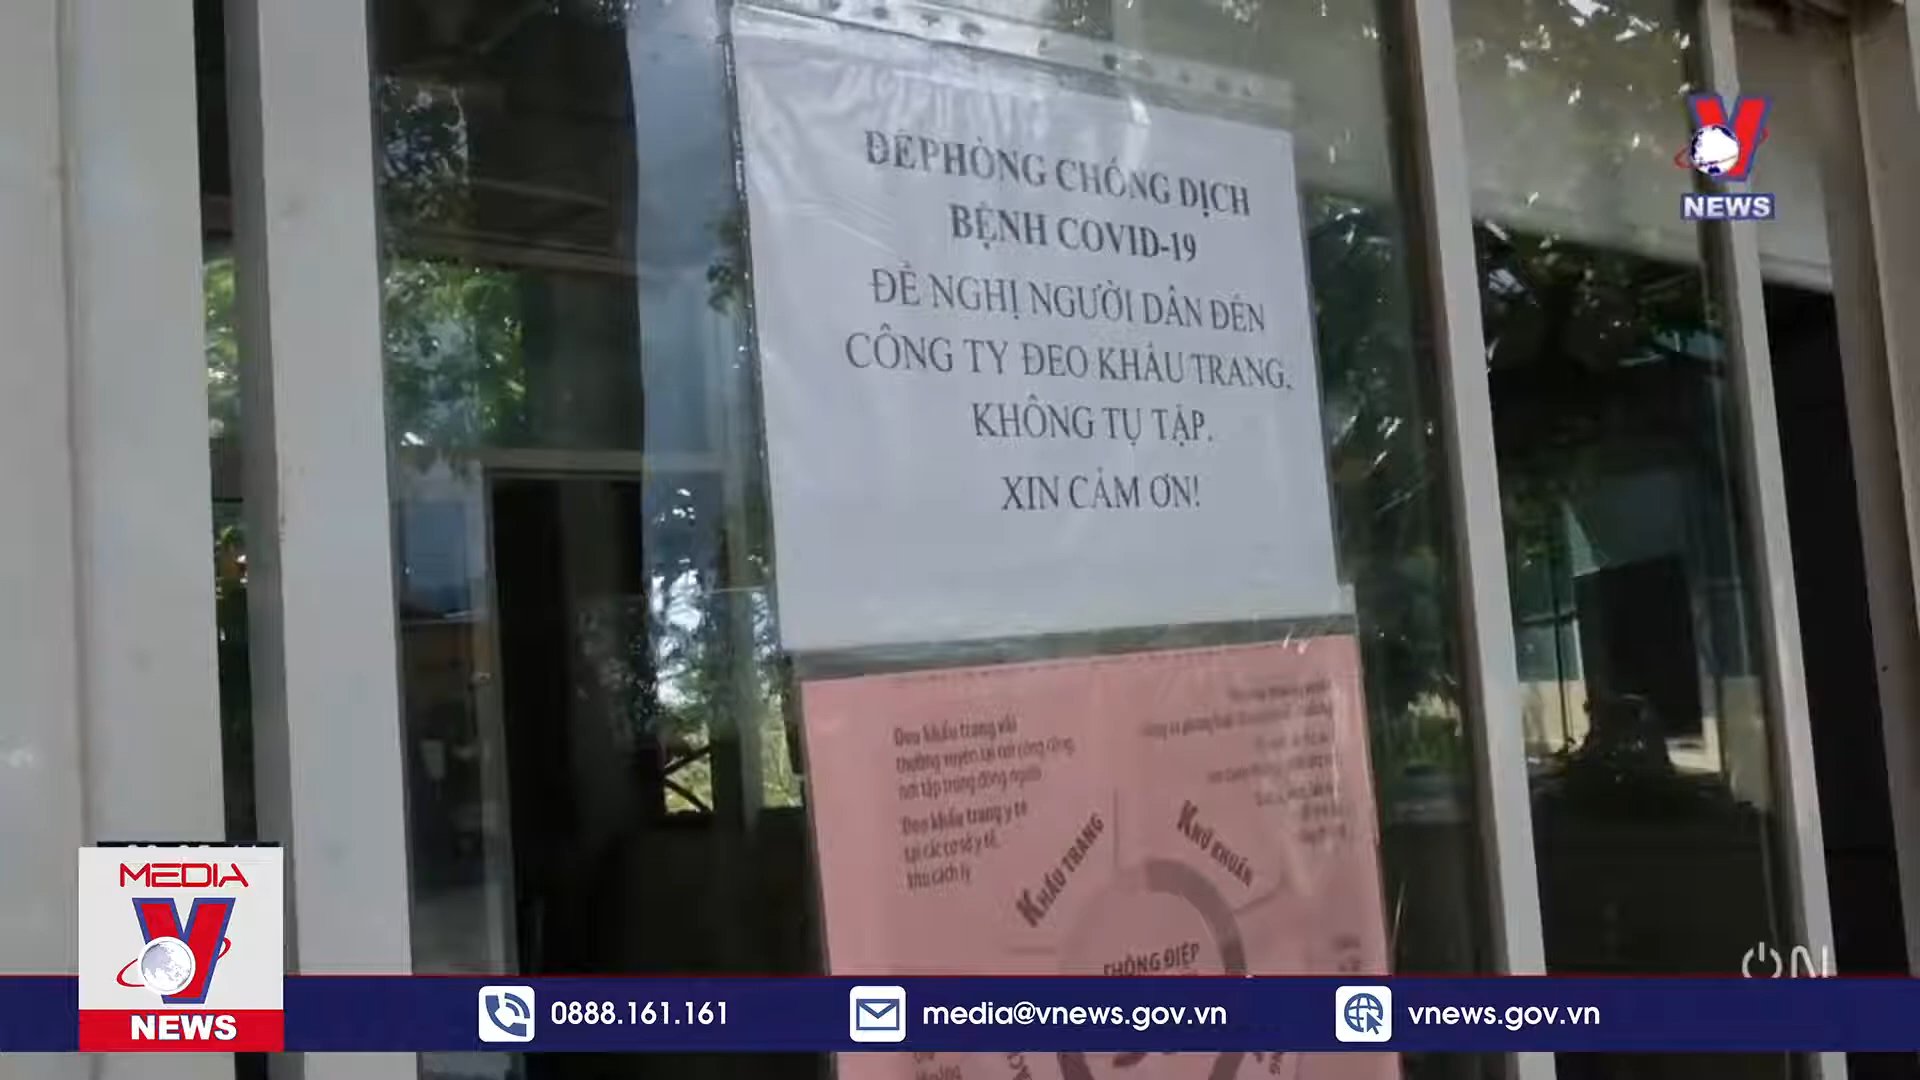 ĐỂ PHÒNG CHỐNG DỊCH
BỆNH COVID-19
ĐỀ NGHỊ NGƯỜI DÂN ĐẾN
CÔNG TY ĐEO KHẨU TRANG,
KHÔNG TỤ TẬP.
XIN CẢM ƠN!
Đeo khẩu trang vải
thường xuyên tại nơi công cộng,
nơi tập trung đông người
Đeo khẩu trang y tế
tại các cơ sở y tế,
khu cách ly
KHẨU TRANG
KHỬ KHUẨN
THÔNG ĐIỆP
V
NEWS
ON
MEDIA
V
NEWS
0888.161.161
media@vnews.gov.vn
vnews.gov.vn